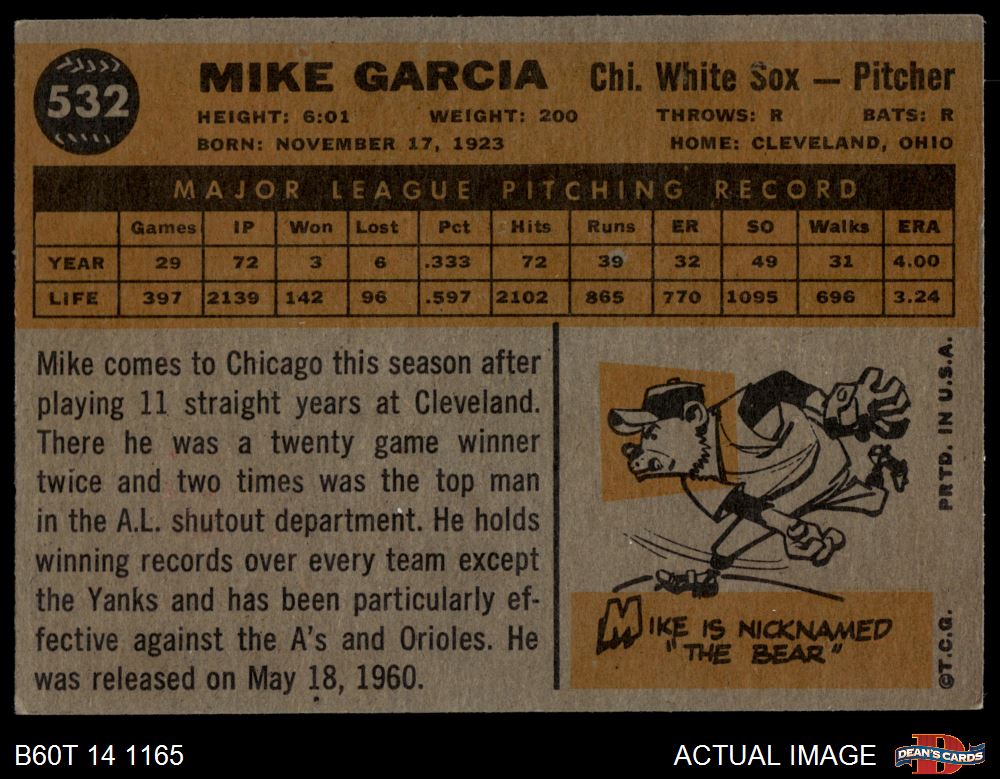 532
MIKE GARCIA Chi. White Sox — Pitcher
HEIGHT: 6:01 WEIGHT: 200 THROWS: R BATS: R
BORN: NOVEMBER 17, 1923 HOME: CLEVELAND, OHIO
MAJOR LEAGUE PITCHING RECORD
Games IP Won Lost Pct Hits Runs ER SO Walks ERA
YEAR 29 72 3 6 .333 72 39 32 49 31 4.00
LIFE 397 2139 142 96 .597 2102 865 770 1095 696 3.24
Mike comes to Chicago this season after
playing 11 straight years at Cleveland.
There he was a twenty game winner
twice and two times was the top man
in the A.L. shutout department. He holds
winning records over every team except
the Yanks and has been particularly ef-
fective against the A's and Orioles. He
was released on May 18, 1960.
MIKE IS NICKNAMED
"THE BEAR"
©T.C.G. PRTD. IN U.S.A.
B60T 14 1165 ACTUAL IMAGE
DEAN'S CARDS